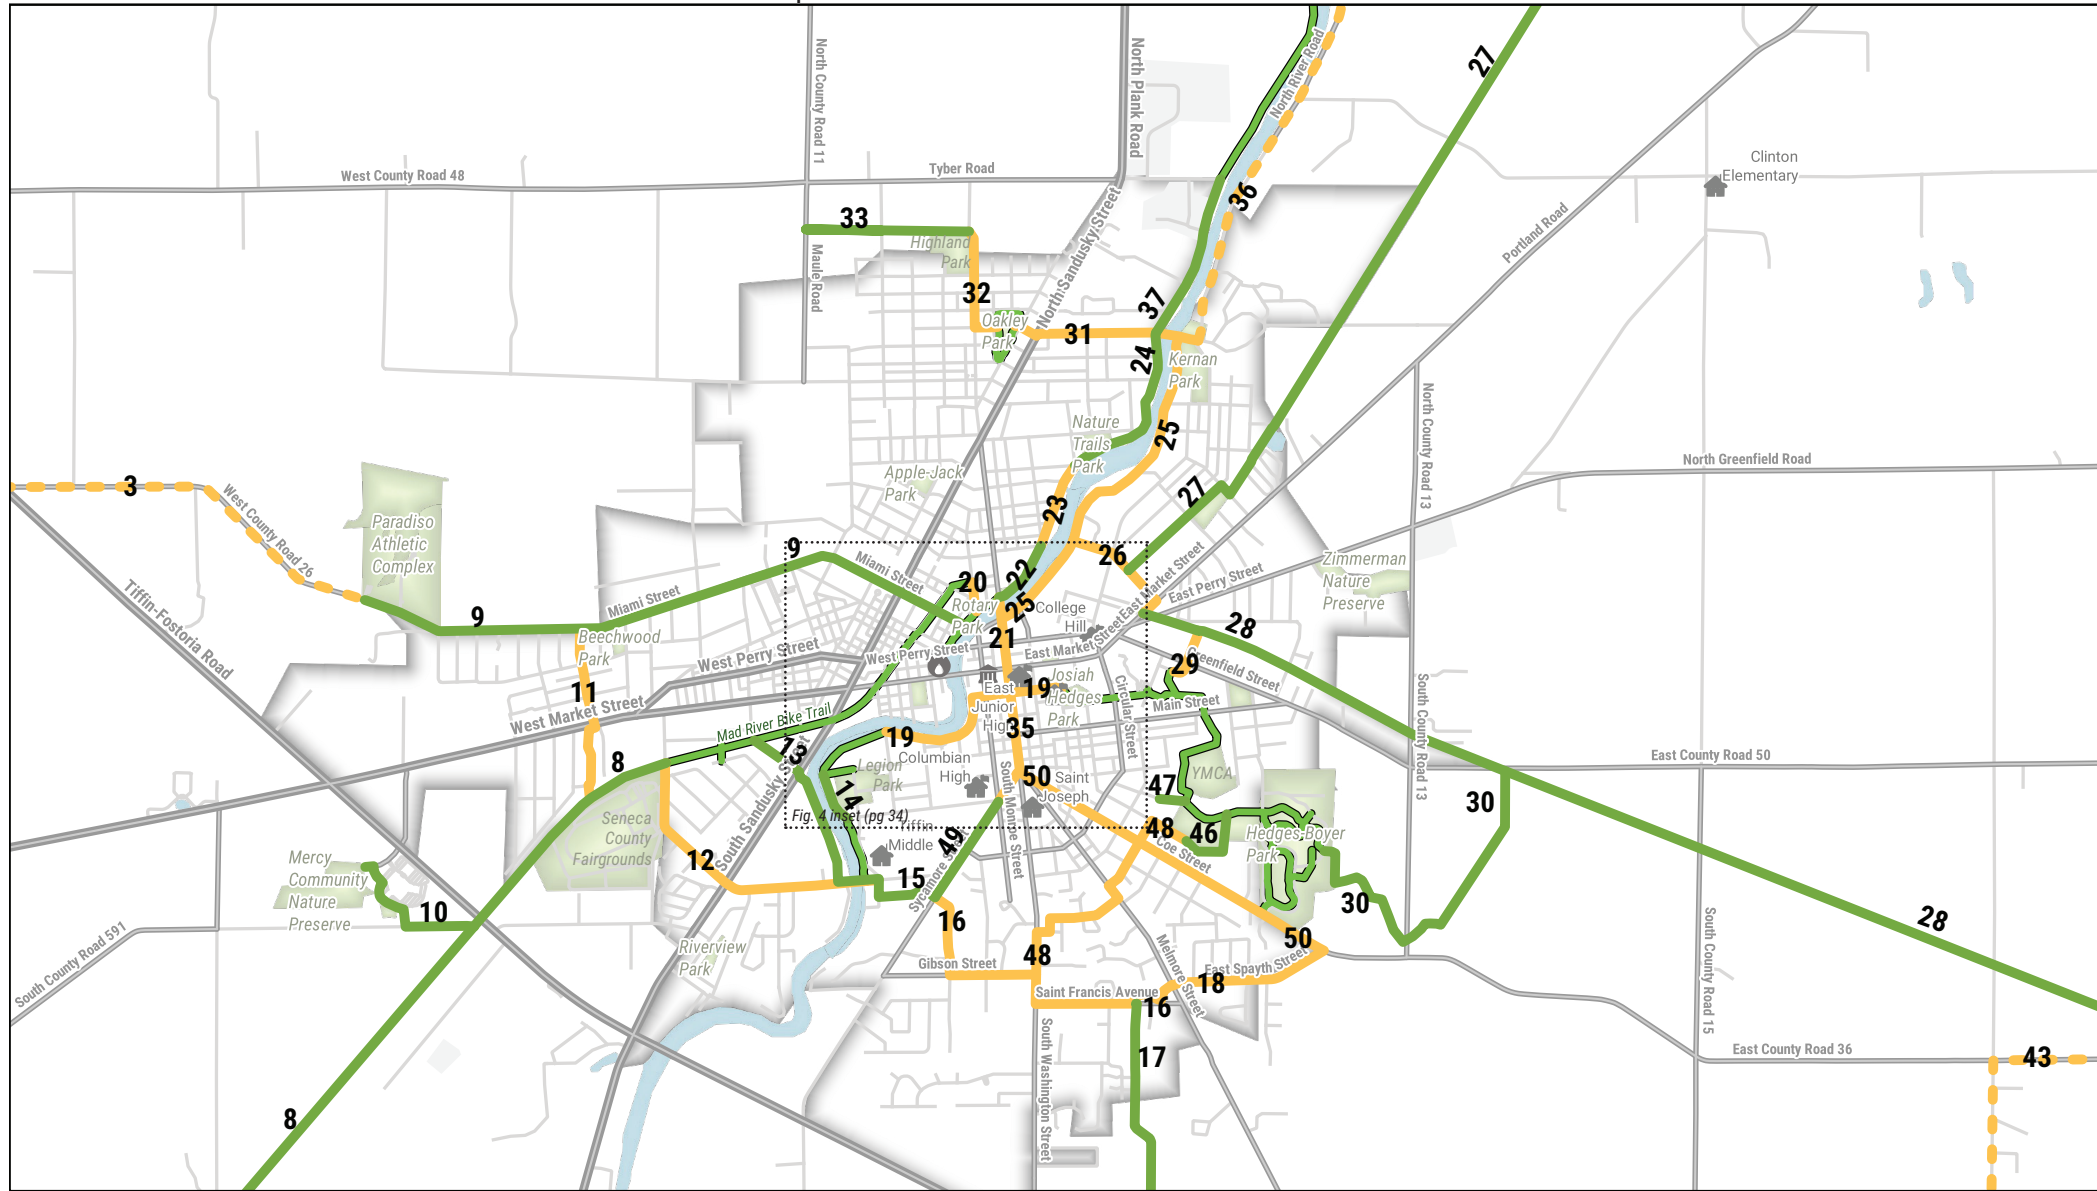 North County Road 11
North Plank Road
North River Road
27
West County Road 48
Tyber Road
Clinton
Elementary
36
33
Highland
Park
Maule Road
North Sandusky Street
Portland Road
32
37
Oakley
Park
31
24
Kernan
Park
North County Road 13
Nature
Trails
Park
25
North Greenfield Road
Apple-Jack
Park
3
West County Road 26
Paradiso
Athletic
Complex
23
27
9
Miami Street
26
East Market Street
East Perry Street
Zimmerman
Nature
Preserve
Tiffin-Fostoria Road
20
22
Rotary
Park
25
College
Hill
9
Miami Street
Beechwood
Park
28
21
West Perry Street
West Perry Street
East Market Street
Greenfield Street
29
11
West Market Street
East
Junior
High
19
Josiah
Hedges
Park
Circular Street
Main Street
South County Road 13
Mad River Bike Trail
13
19
35
8
Columbian
High
Legion
Park
50
Saint
Joseph
YMCA
East County Road 50
47
30
14
Fig. 4 inset (pg 34)
Seneca
County
Fairgrounds
South Sandusky Street
Tiffin
Middle
49
South Monroe Street
48
46
Coe Street
Hedges-Boyer
Park
Mercy
Community
Nature
Preserve
12
15
Sycamore Street
10
16
30
28
South County Road 591
Riverview
Park
50
48
Gibson Street
Melmore Street
East Spayth Street
18
South County Road 15
Saint Francis Avenue
16
17
South Washington Street
East County Road 36
43
8